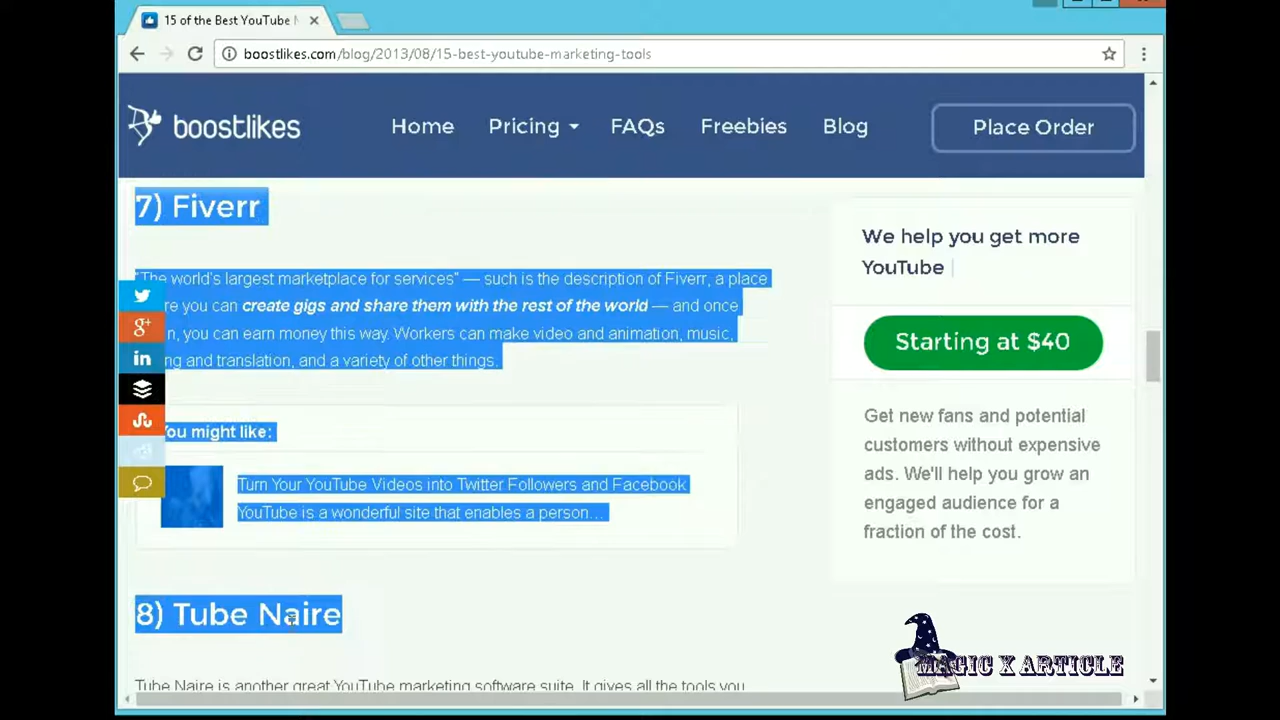 15 of the Best YouTube
boostlikes.com/blog/2013/08/15-best-youtube-marketing-tools
boostlikes
Home
Pricing
FAQs
Freebies
Blog
Place Order
7) Fiverr
"The world's largest marketplace for services" — such is the description of Fiverr, a place
re you can create gigs and share them with the rest of the world — and once
n, you can earn money this way. Workers can make video and animation, music,
ng and translation, and a variety of other things.
You might like:
Turn Your YouTube Videos into Twitter Followers and Facebook
YouTube is a wonderful site that enables a person…
8) Tube Naire
Tube Naire is another great YouTube marketing software suite. It gives all the tools you
We help you get more
YouTube
Starting at $40
Get new fans and potential
customers without expensive
ads. We'll help you grow an
engaged audience for a
fraction of the cost.
MAGIC X ARTICLE